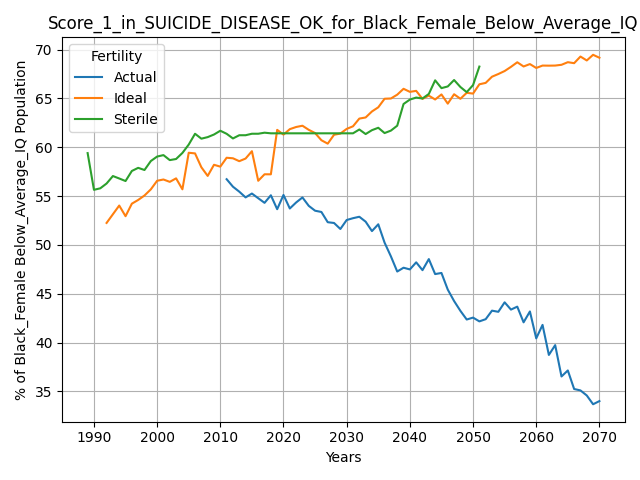 Score_1_in_SUICIDE_DISEASE_OK_for_Black_Female_Below_Average_IQ
Fertility
Actual
Ideal
Sterile
% of Black_Female Below_Average_IQ Population
70
65
60
55
50
45
40
35
1990 2000 2010 2020 2030 2040 2050 2060 2070
Years